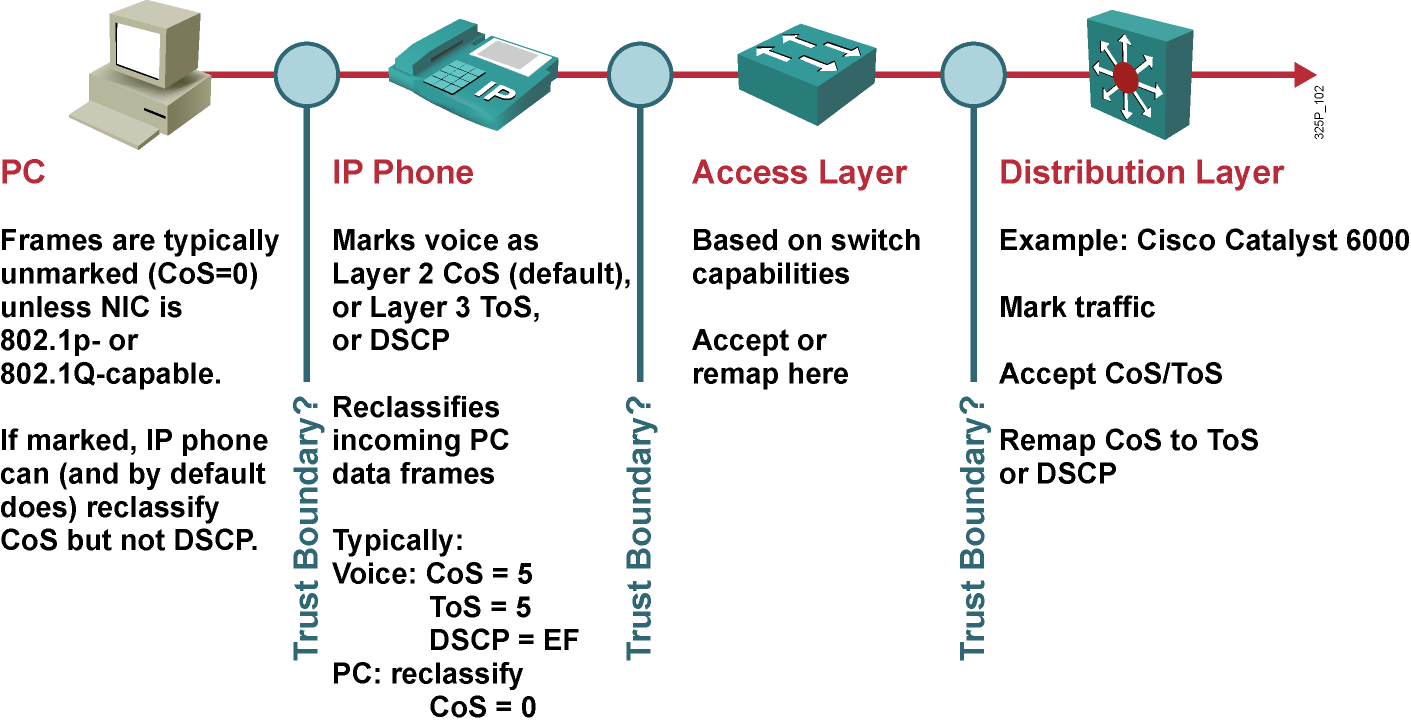 IP
325P_102
PC
Frames are typically
unmarked (CoS=0)
unless NIC is
802.1p- or
802.1Q-capable.
If marked, IP phone
can (and by default
does) reclassify
CoS but not DSCP.
Trust Boundary?
IP Phone
Marks voice as
Layer 2 CoS (default),
or Layer 3 ToS,
or DSCP
Reclassifies
incoming PC
data frames
Typically:
Voice: CoS = 5
ToS = 5
DSCP = EF
PC: reclassify
CoS = 0
Trust Boundary?
Access Layer
Based on switch
capabilities
Accept or
remap here
Trust Boundary?
Distribution Layer
Example: Cisco Catalyst 6000
Mark traffic
Accept CoS/ToS
Remap CoS to ToS
or DSCP